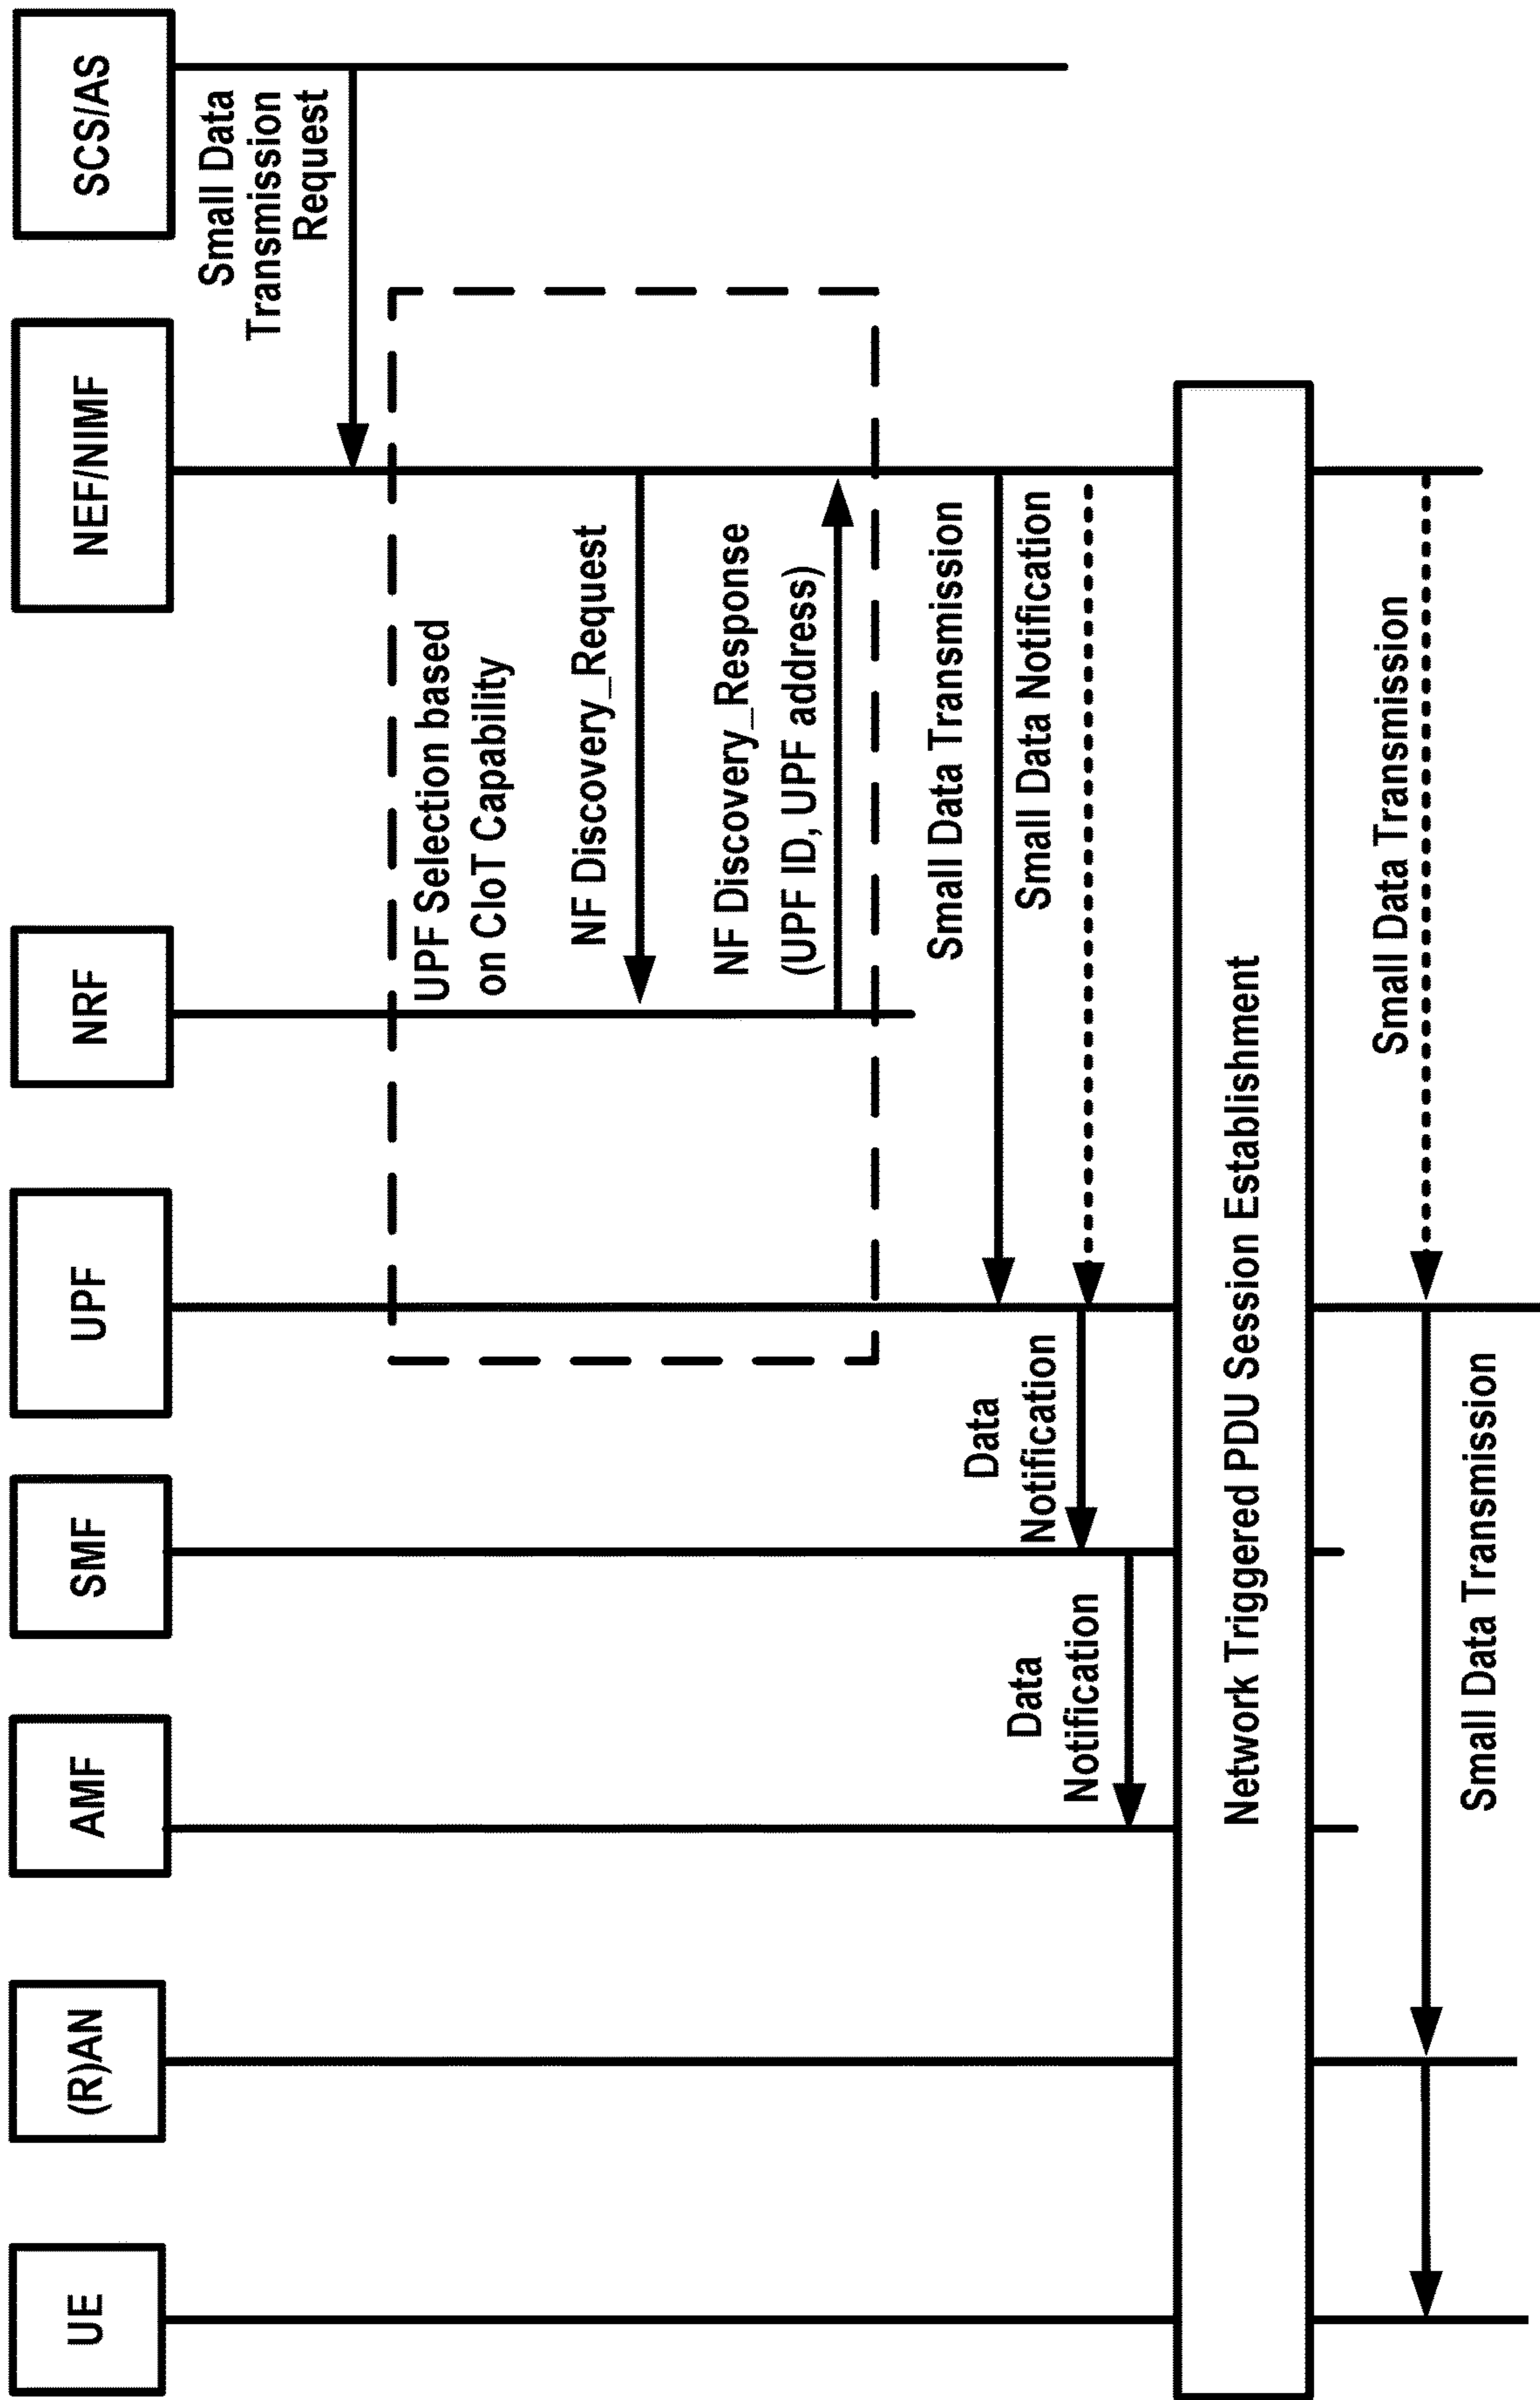 UE
(R)AN
AMF
SMF
UPF
NRF
NEF/NIMF
SCS/AS
Small Data
Transmission
Request
UPF Selection based
on CIoT Capability
NF Discovery_Request
NF Discovery_Response
(UPF ID, UPF address)
Small Data Transmission
Small Data Notification
Data
Notification
Data
Notification
Network Triggered PDU Session Establishment
Small Data Transmission
Small Data Transmission